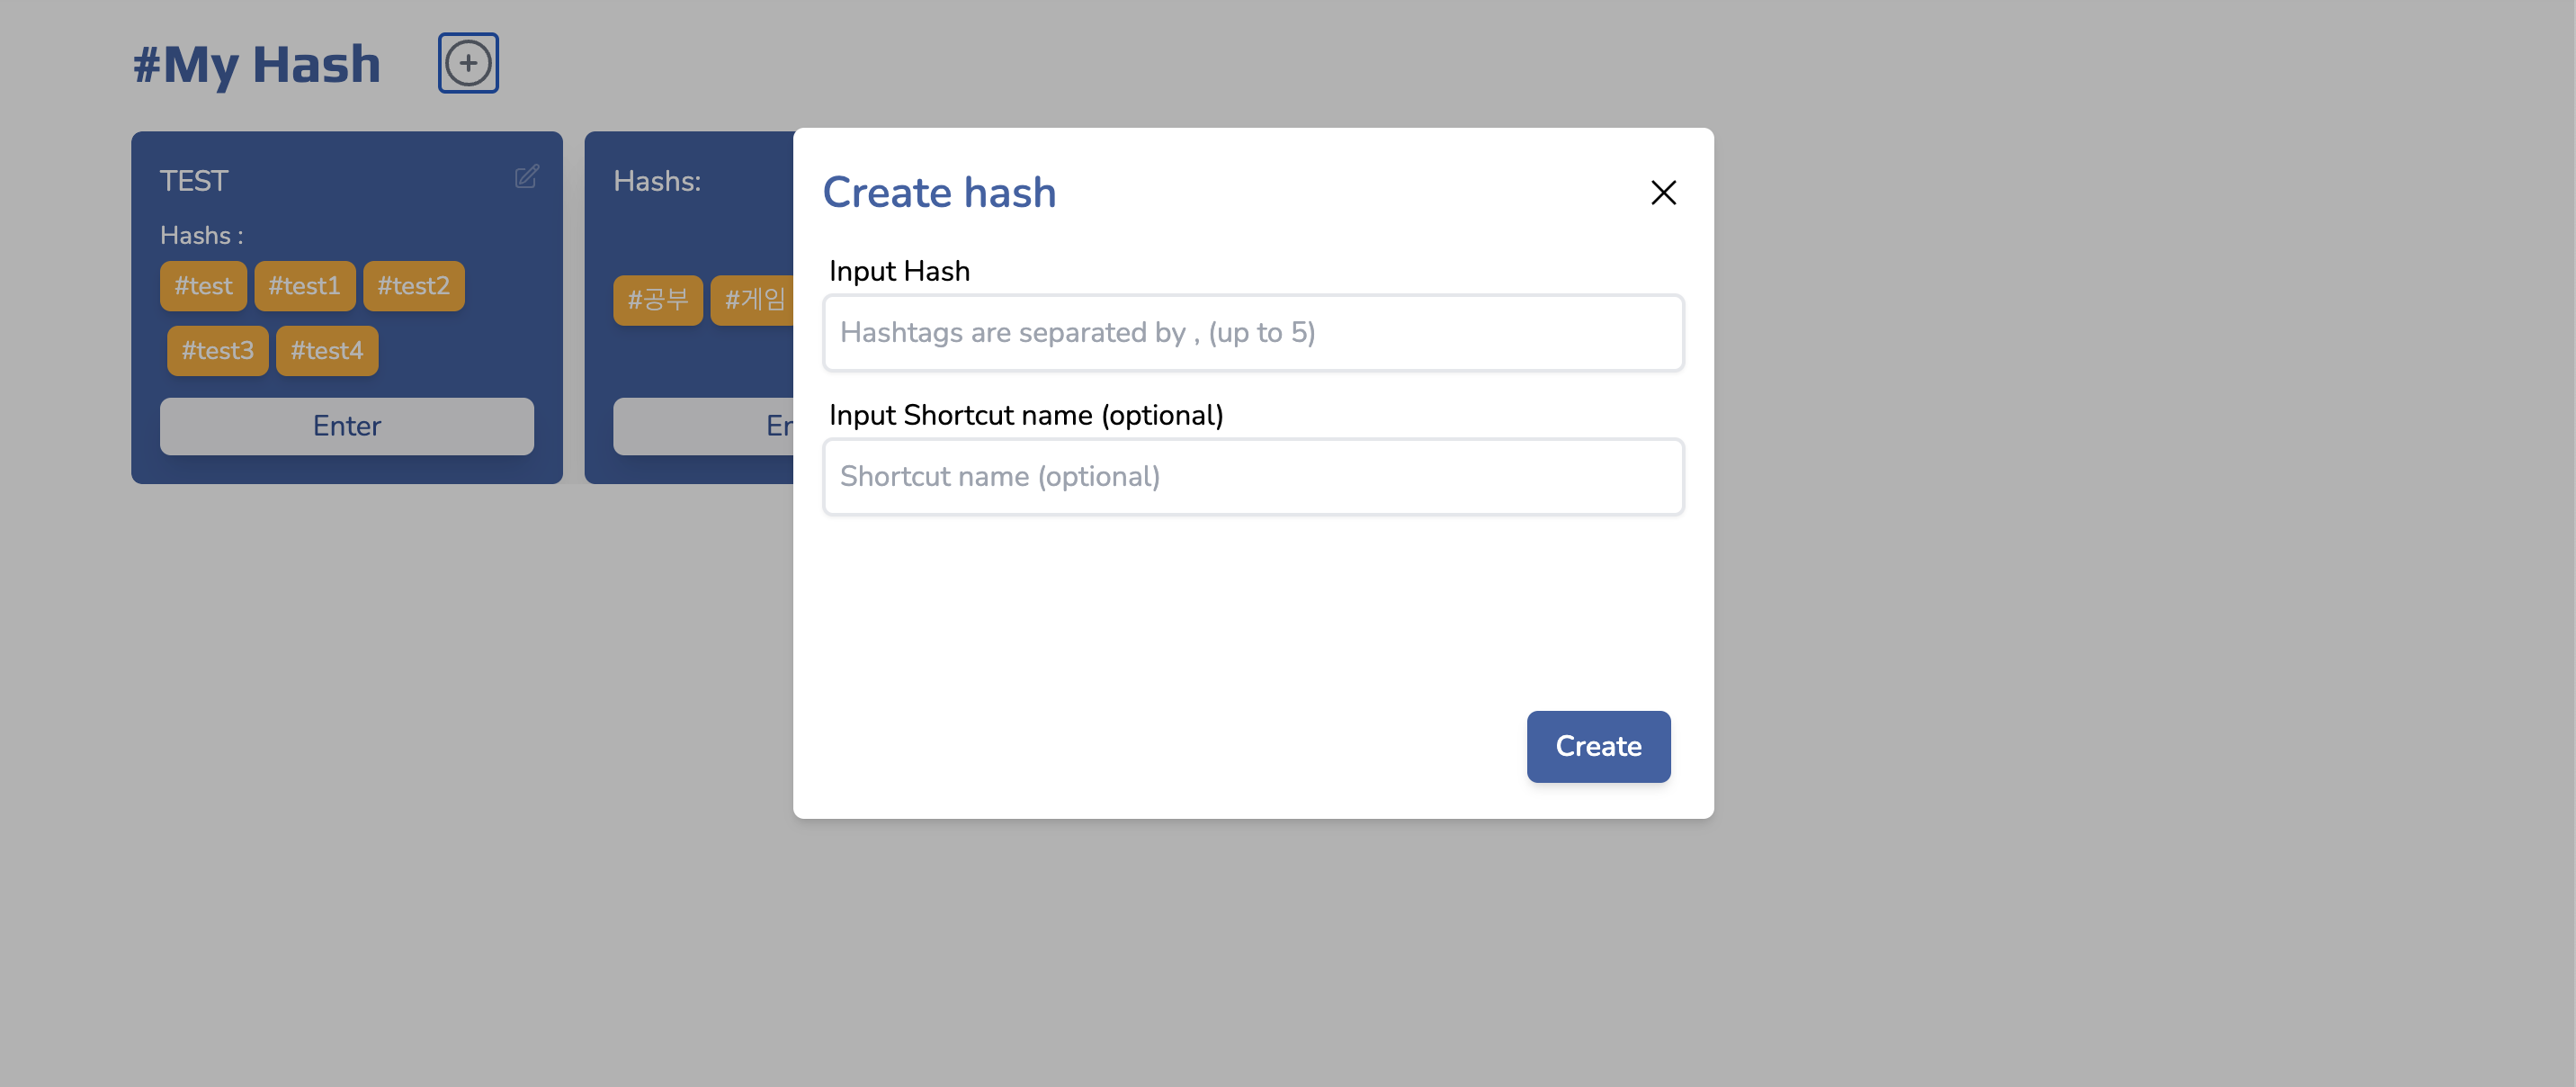 #My Hash
TEST
Hashs :
#test #test1 #test2
#test3 #test4
Enter
Hashs:
#공부 #게임
Create hash
Input Hash
Hashtags are separated by , (up to 5)
Input Shortcut name (optional)
Shortcut name (optional)
Create